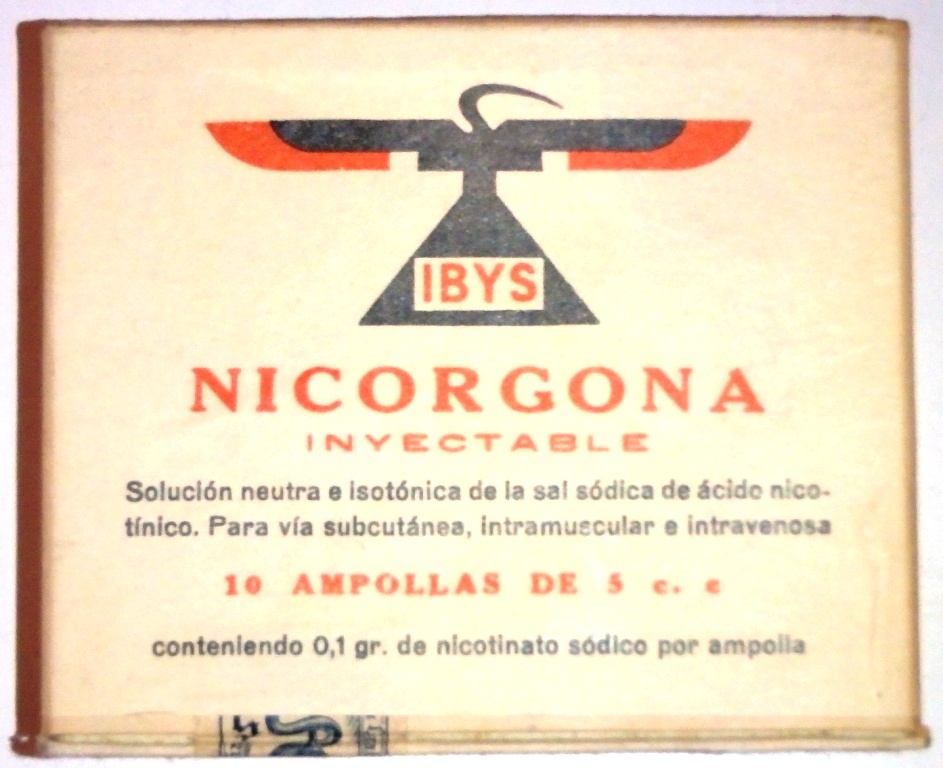 IBYS
NICORGONA
INYECTABLE
Solución neutra e isotónica de la sal sódica de ácido nico-
tínico. Para vía subcutánea, intramuscular e intravenosa
10 AMPOLLAS DE 5 c. c
conteniendo 0,1 gr. de nicotinato sódico por ampolla